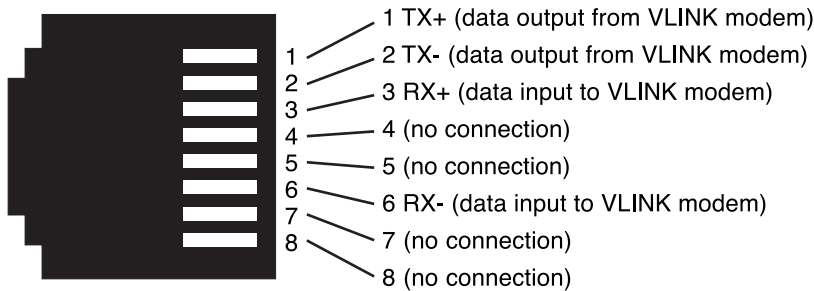 1 1 TX+ (data output from VLINK modem)
2 2 TX- (data output from VLINK modem)
3 3 RX+ (data input to VLINK modem)
4 4 (no connection)
5 5 (no connection)
6 6 RX- (data input to VLINK modem)
7 7 (no connection)
8 8 (no connection)